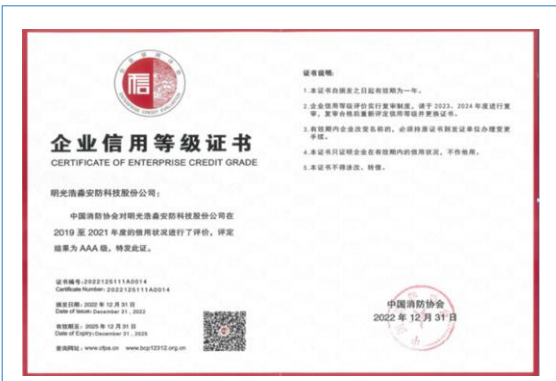 信
企业信用等级证书
CERTIFICATE OF ENTERPRISE CREDIT GRADE
明光浩淼安防科技股份公司：
中国消防协会对明光浩淼安防科技股份公司在
2019 至 2021 年度的信用状况进行了评价，评定
结果为 AAA 级，特发此证。
证书编号：2022125111A0014
Certificate Number: 2022125111A0014
颁发日期：2022 年 12 月 31 日
Date of Issue: December 31 , 2022
有效期至：2025 年 12 月 31 日
Date of Expiry: December 31 , 2025
查询网址：www.cfpa.cn www.bcp12312.org.cn
证书说明：
1.本证书自颁发之日起有效期为一年。
2.企业信用等级评价实行复审制度，请于 2023、2024 年度进行复
审，复审合格后重新评定信用等级并更换证书。
3.有效期内企业改变名称的，必须持原证书到发证单位办理变更
手续。
4.本证书只证明企业在有效期内的信用状况，不作他用。
5.本证书不得涂改、转借。
中国消防协会
2022 年 12 月 31 日